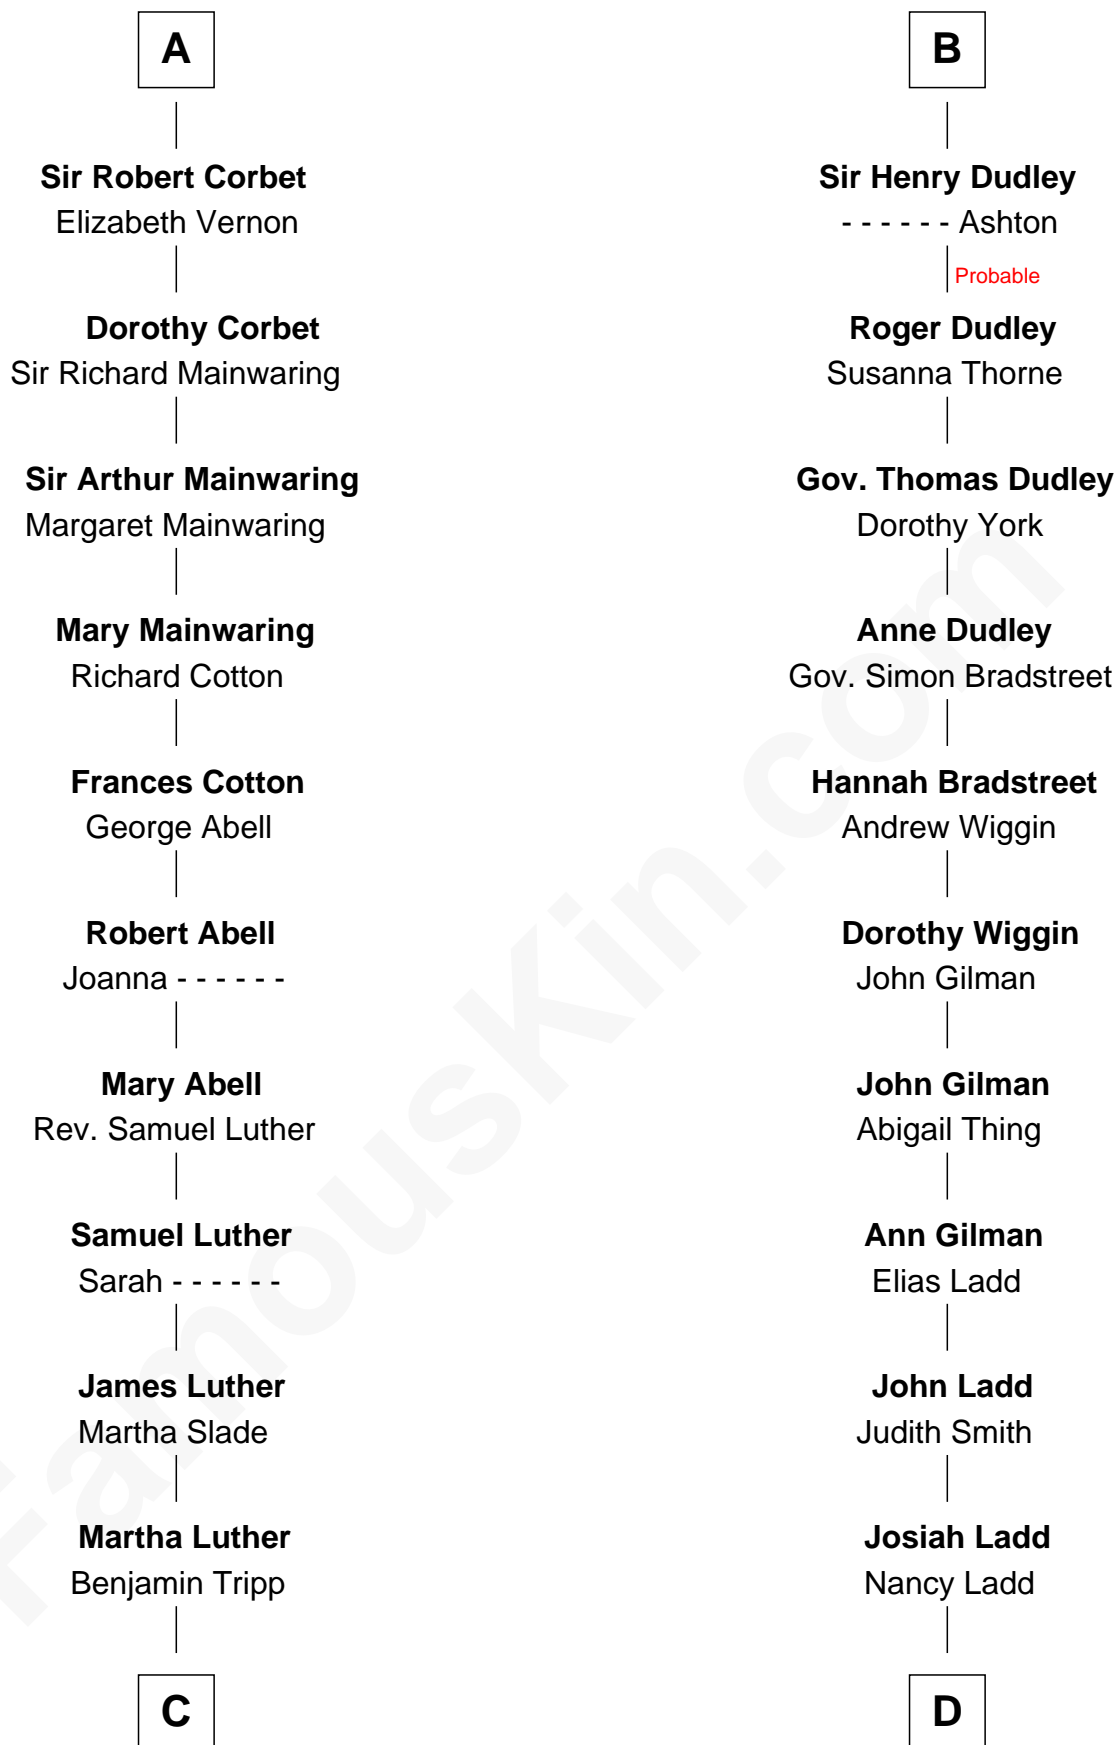 A
Sir Robert Corbet
Elizabeth Vernon
Dorothy Corbet
Sir Richard Mainwaring
Sir Arthur Mainwaring
Margaret Mainwaring
Mary Mainwaring
Richard Cotton
Frances Cotton
George Abell
Robert Abell
Joanna - - - - - -
Mary Abell
Rev. Samuel Luther
Samuel Luther
Sarah - - - - - -
James Luther
Martha Slade
Martha Luther
Benjamin Tripp
C
B
Sir Henry Dudley
- - - - - - Ashton
Probable
Roger Dudley
Susanna Thorne
Gov. Thomas Dudley
Dorothy York
Anne Dudley
Gov. Simon Bradstreet
Hannah Bradstreet
Andrew Wiggin
Dorothy Wiggin
John Gilman
John Gilman
Abigail Thing
Ann Gilman
Elias Ladd
John Ladd
Judith Smith
Josiah Ladd
Nancy Ladd
D
FamousKin.com